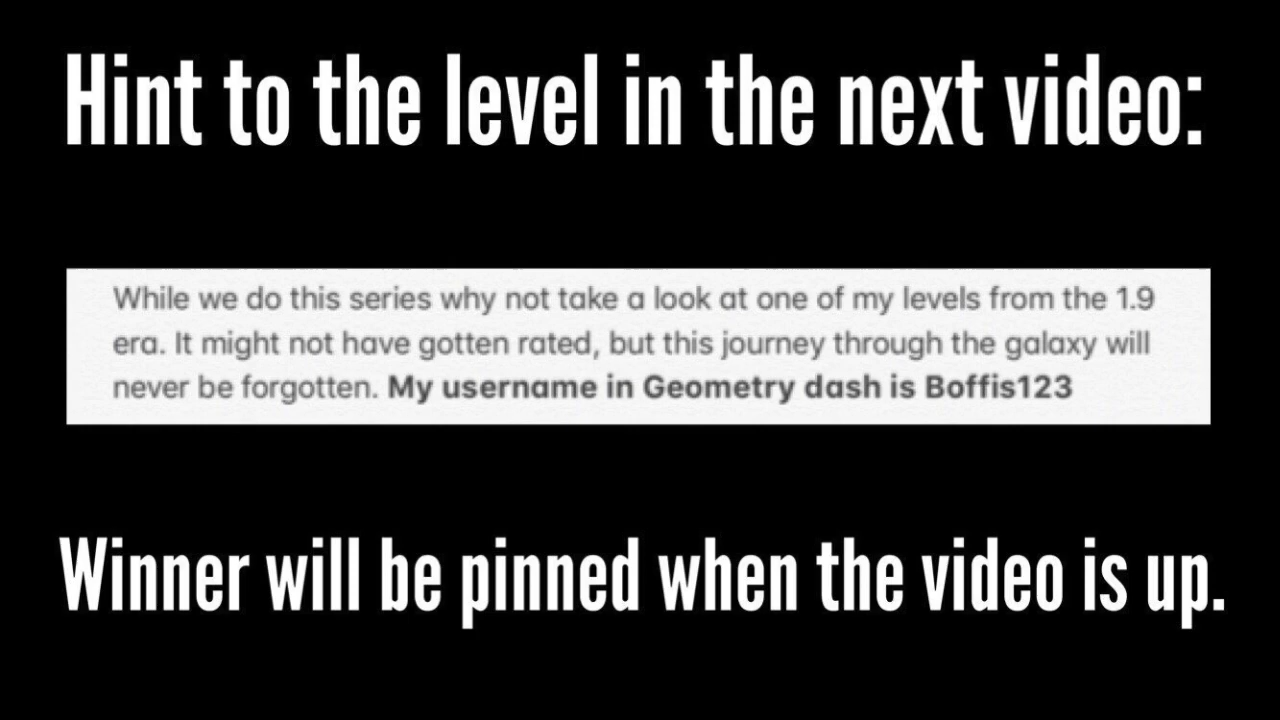 Hint to the level in the next video:
While we do this series why not take a look at one of my levels from the 1.9
era. It might not have gotten rated, but this journey through the galaxy will
never be forgotten. My username in Geometry dash is Boffis123
Winner will be pinned when the video is up.